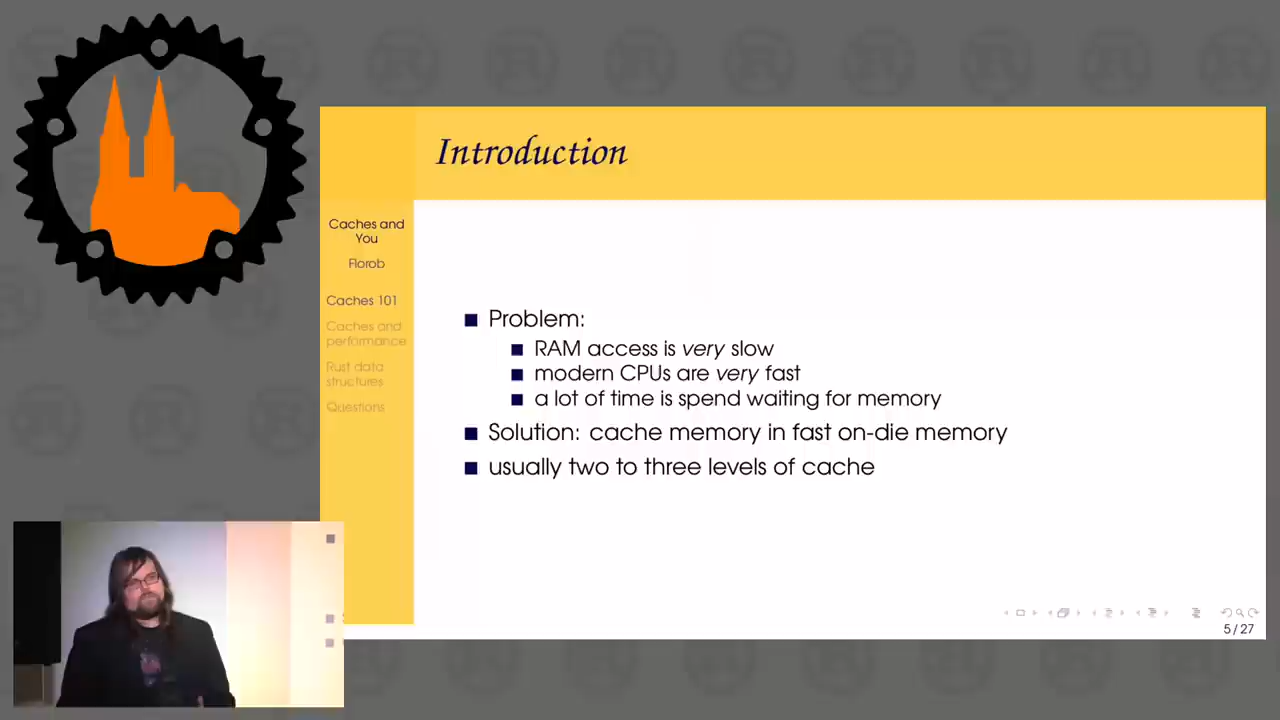 Introduction
Caches and
You
Florob
Caches 101
Caches and
performance
Rust data
structures
Questions
Problem:
RAM access is very slow
modern CPUs are very fast
a lot of time is spend waiting for memory
Solution: cache memory in fast on-die memory
usually two to three levels of cache
5 / 27